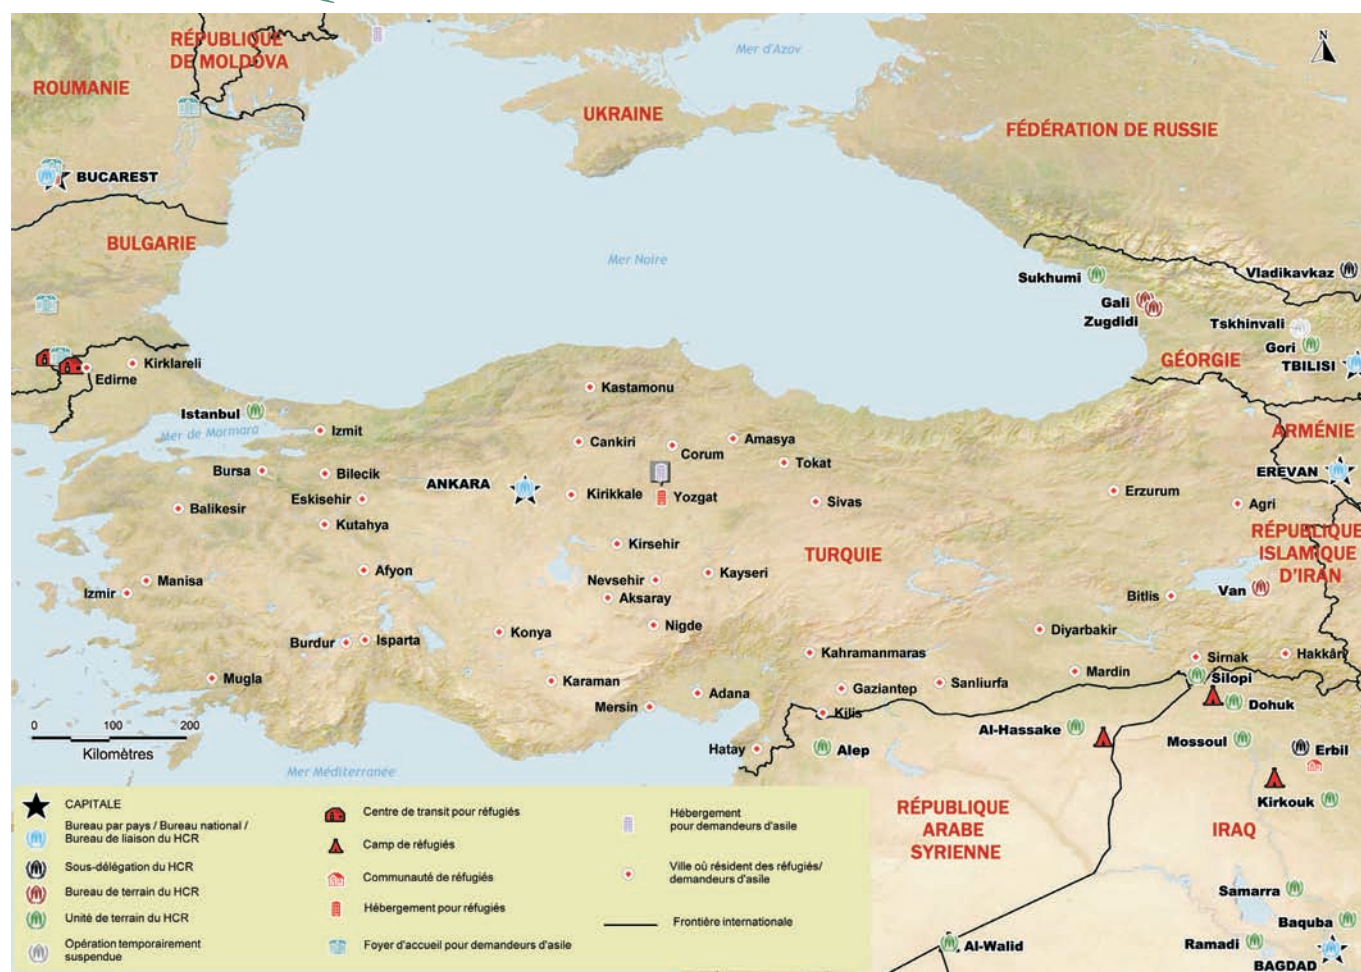 RÉPUBLIQUE
DE MOLDOVA
Mer d'Azov
N
ROUMANIE
UKRAINE
FÉDÉRATION DE RUSSIE
BUCAREST
BULGARIE
Mer Noire
Sukhumi
Vladikavkaz
Gali
Zugdidi
Tskhinvali
Gori
GÉORGIE
TBILISI
Kirklareli
Edirne
Kastamonu
Istanbul
Mer de Marmara
Izmit
ARMÉNIE
Cankiri
Corum
Amasya
Tokat
Bursa
Bilecik
ANKARA
EREVAN
Eskisehir
Kirikkale
Yozgat
Sivas
Erzurum
Agri
Balikesir
Kutahya
RÉPUBLIQUE
ISLAMIQUE
D'IRAN
Kirsehir
TURQUIE
Afyon
Manisa
Izmir
Nevsehir
Kayseri
Aksaray
Van
Bitlis
Burdur
Isparta
Konya
Nigde
Diyarbakir
Kahramanmaras
Sirnak
Hakkâri
Mugla
Karaman
Adana
Gaziantep
Sanliurfa
Mardin
Silopi
Mersin
Kilis
Dohuk
0 100 200
Kilomètres
Hatay
Alep
Al-Hassake
Mossoul
Erbil
Mer Méditerranée
Kirkouk
RÉPUBLIQUE
ARABE
SYRIENNE
IRAQ
Samarra
Baquba
Al-Walid
Ramadi
BAGDAD
CAPITALE
Bureau par pays / Bureau national /
Bureau de liaison du HCR
Sous-délégation du HCR
Bureau de terrain du HCR
Unité de terrain du HCR
Opération temporairement
suspendue
Centre de transit pour réfugiés
Camp de réfugiés
Communauté de réfugiés
Hébergement pour réfugiés
Foyer d'accueil pour demandeurs d'asile
Hébergement
pour demandeurs d'asile
Ville où résident des réfugiés/
demandeurs d'asile
Frontière internationale